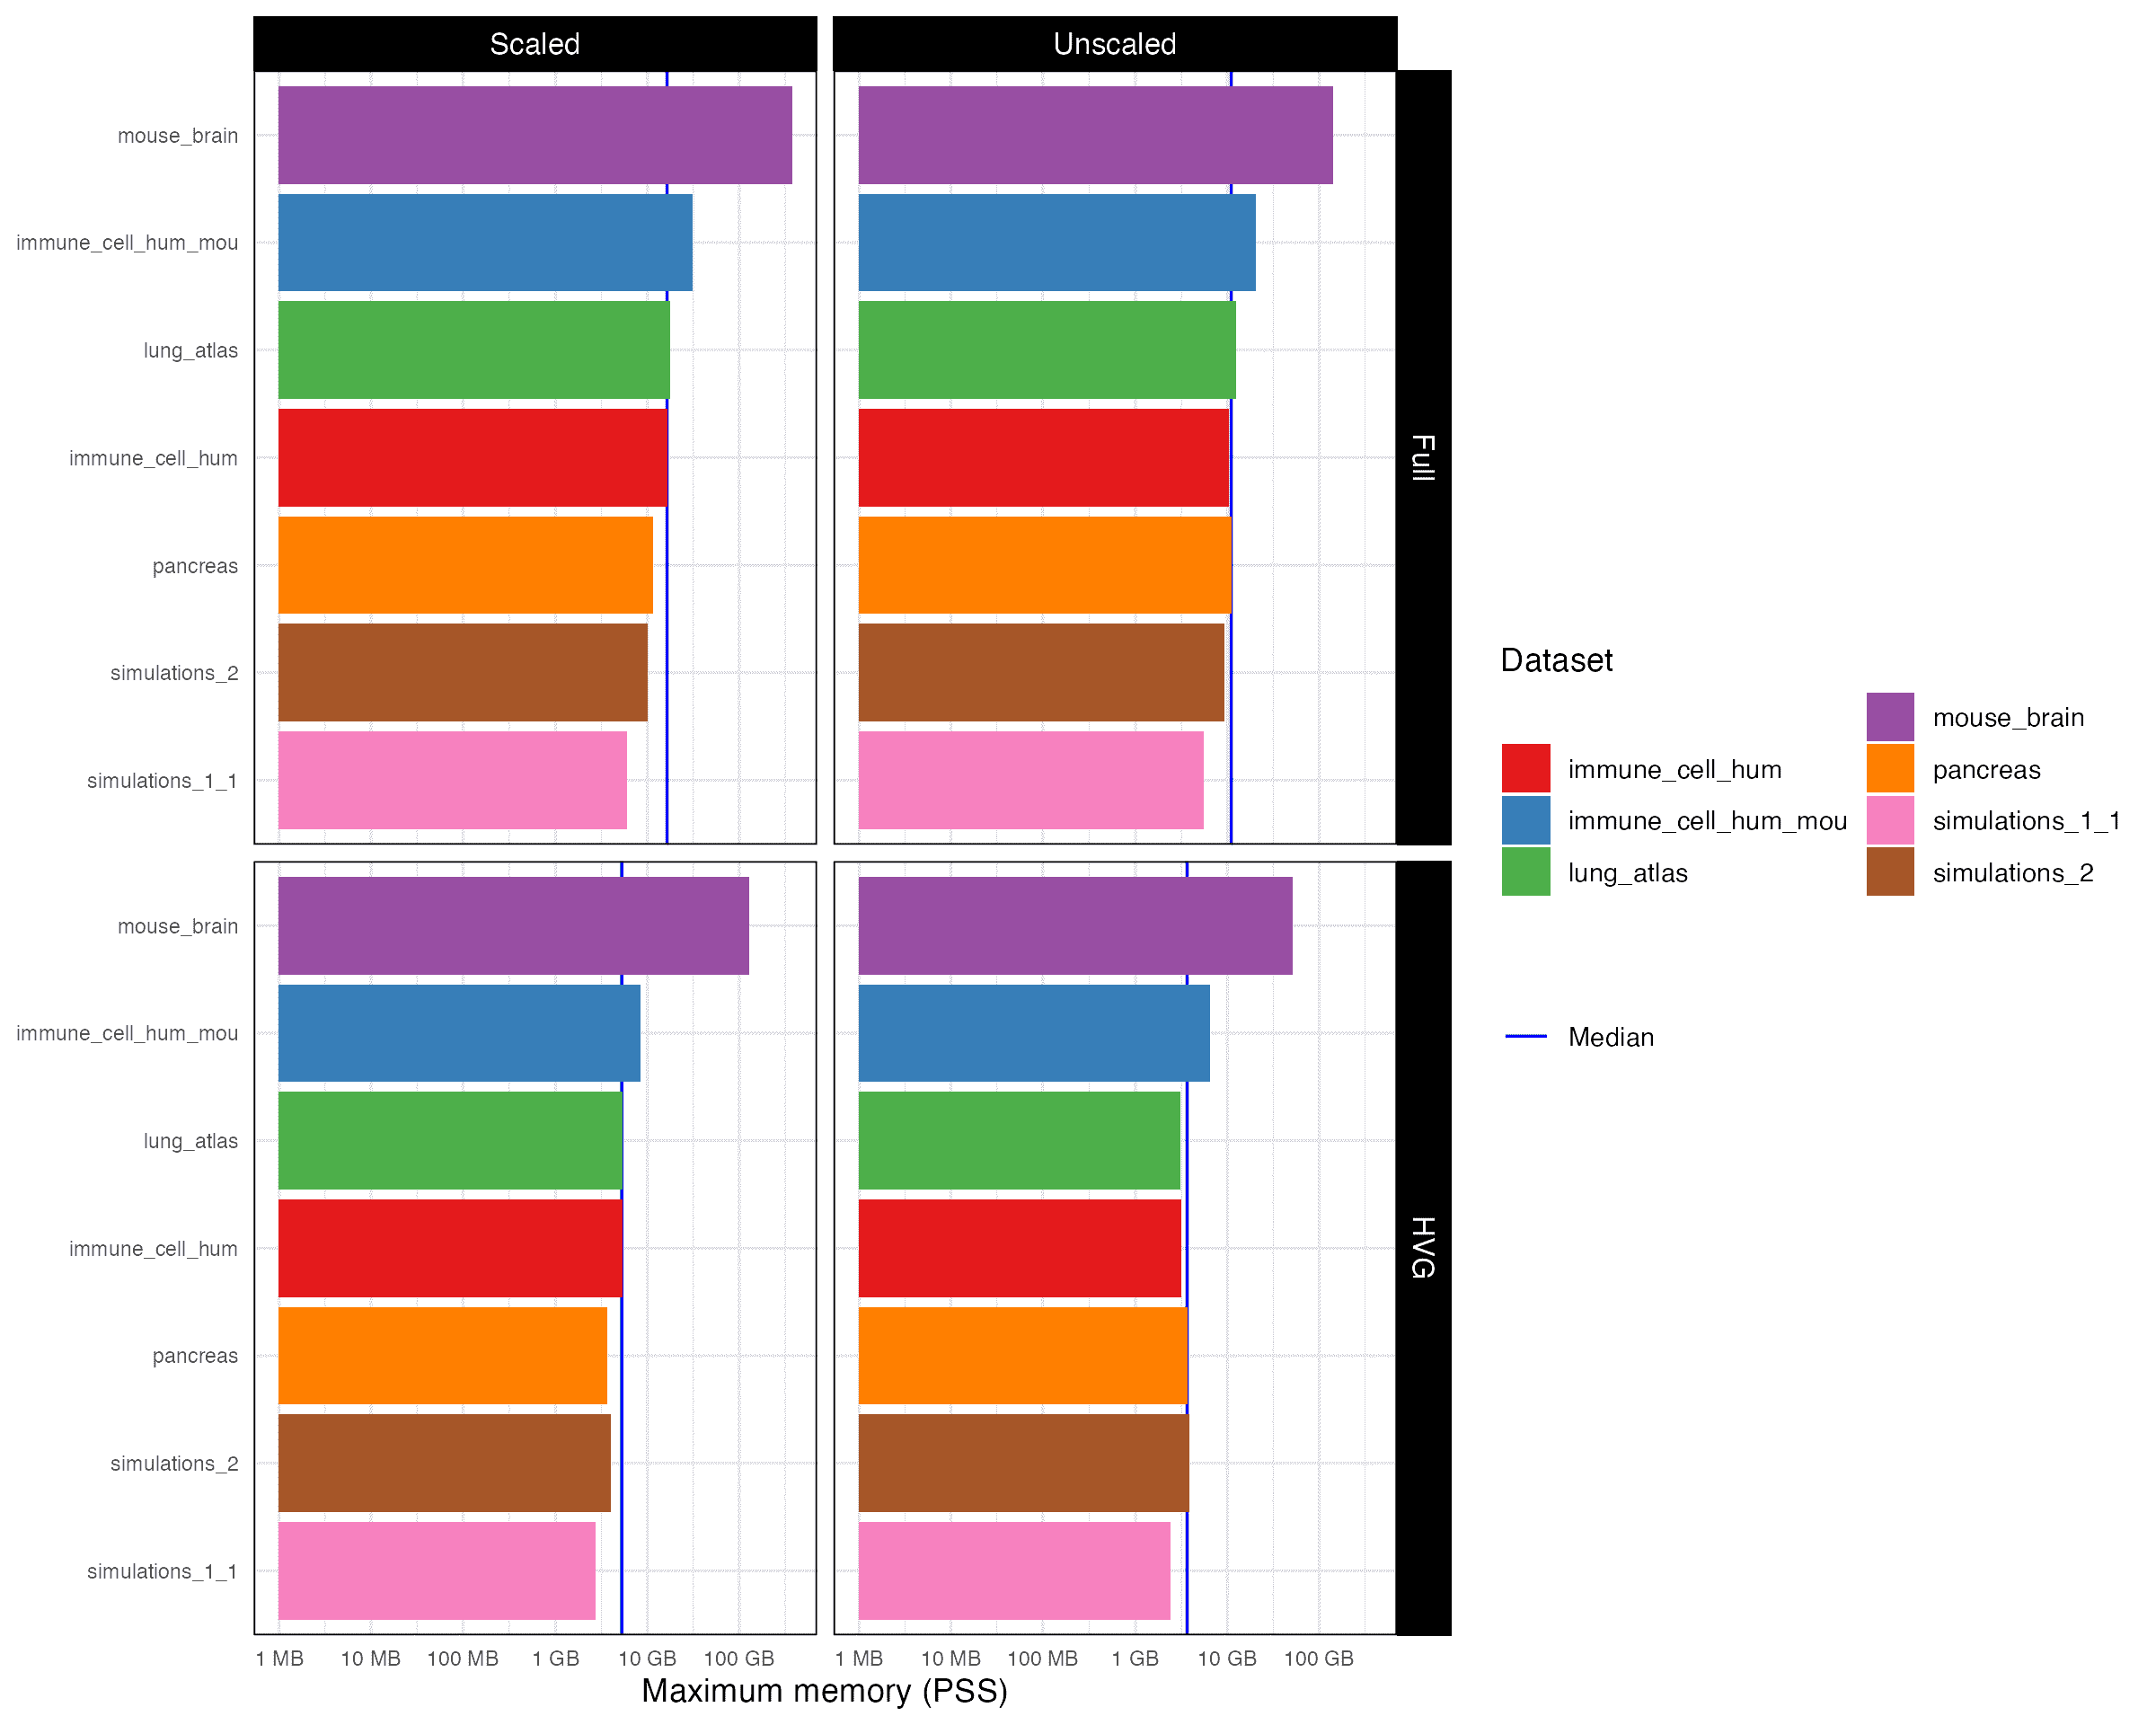 Scaled
Unscaled
mouse_brain
immune_cell_hum_mou
lung_atlas
immune_cell_hum
pancreas
simulations_2
simulations_1_1
Full
mouse_brain
immune_cell_hum_mou
lung_atlas
immune_cell_hum
pancreas
simulations_2
simulations_1_1
HVG
1 MB 10 MB 100 MB 1 GB 10 GB 100 GB
1 MB 10 MB 100 MB 1 GB 10 GB 100 GB
Maximum memory (PSS)
Dataset
immune_cell_hum
immune_cell_hum_mou
lung_atlas
mouse_brain
pancreas
simulations_1_1
simulations_2
Median